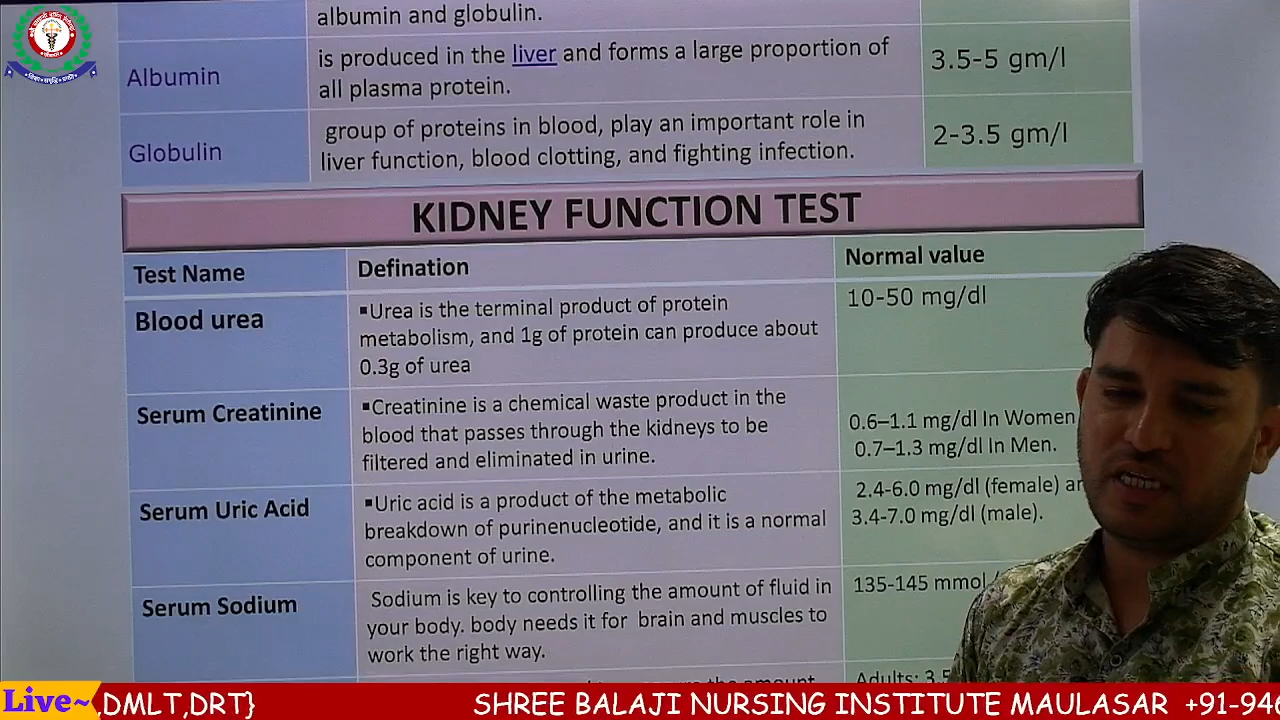 albumin and globulin.
Albumin
is produced in the liver and forms a large proportion of
all plasma protein.
3.5-5 gm/l
Globulin
group of proteins in blood, play an important role in
liver function, blood clotting, and fighting infection.
2-3.5 gm/l
KIDNEY FUNCTION TEST
Test Name
Defination
Normal value
Blood urea
▪Urea is the terminal product of protein
metabolism, and 1g of protein can produce about
0.3g of urea
10-50 mg/dl
Serum Creatinine
▪Creatinine is a chemical waste product in the
blood that passes through the kidneys to be
filtered and eliminated in urine.
0.6–1.1 mg/dl In Women
0.7–1.3 mg/dl In Men.
Serum Uric Acid
▪Uric acid is a product of the metabolic
breakdown of purinenucleotide, and it is a normal
component of urine.
2.4-6.0 mg/dl (female)
3.4-7.0 mg/dl (male).
Serum Sodium
Sodium is key to controlling the amount of fluid in
your body. body needs it for brain and muscles to
work the right way.
135-145 mmol
the amount
Adults: 3.5
Live~ ,DMLT,DRT} SHREE BALAJI NURSING INSTITUTE MAULASAR +91-946